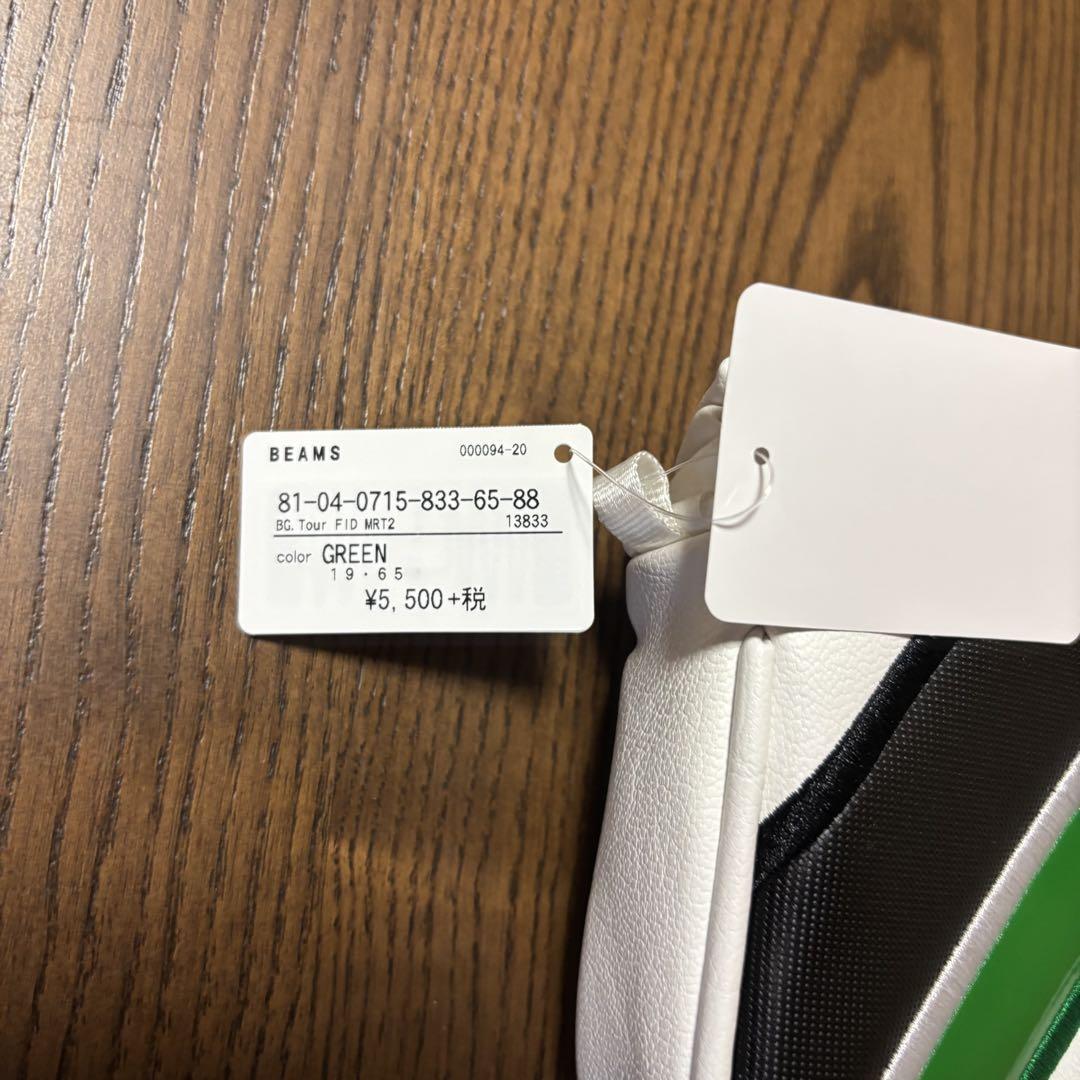 BEAMS 000094-20
81-04-0715-833-65-88
BG.Tour FID MRT2 13833
color GREEN
19・65
¥5,500+税